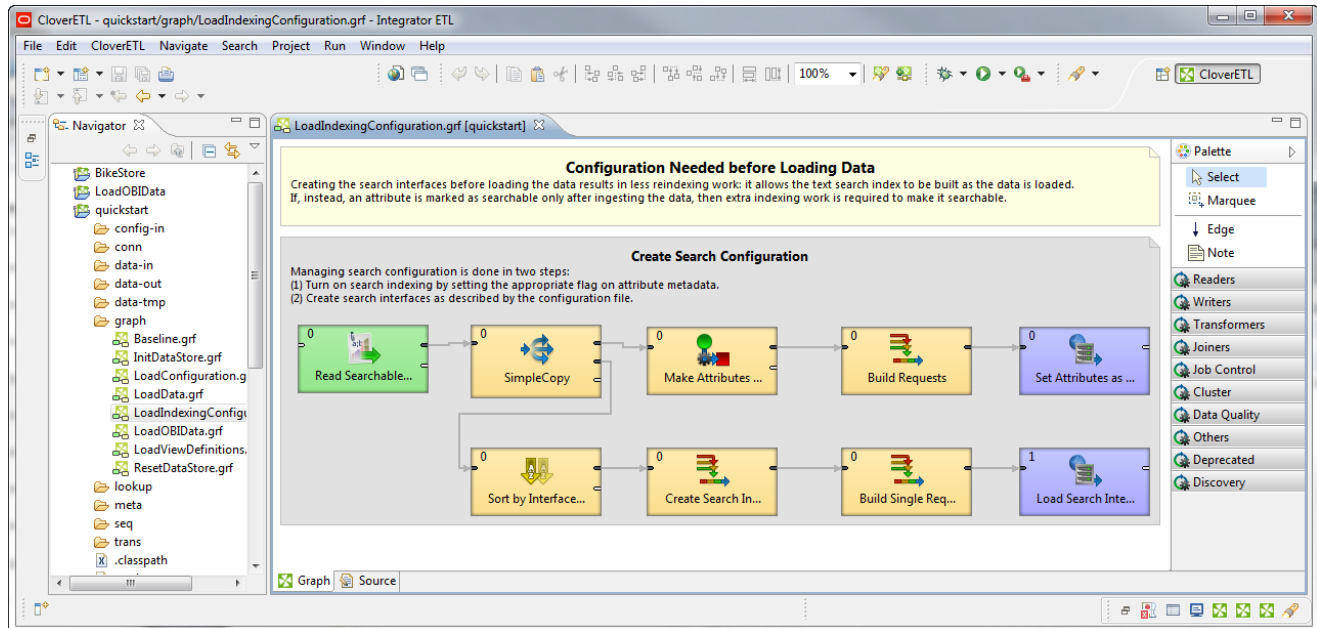 CloverETL - quickstart/graph/LoadIndexingConfiguration.grf - Integrator ETL
File Edit CloverETL Navigate Search Project Run Window Help
100%
CloverETL
Navigator
LoadIndexingConfiguration.grf [quickstart]
BikeStore
LoadOBIData
quickstart
config-in
conn
data-in
data-out
data-tmp
graph
Baseline.grf
InitDataStore.grf
LoadConfiguration.g
LoadData.grf
LoadIndexingConfigu
LoadOBIData.grf
LoadViewDefinitions.
ResetDataStore.grf
lookup
meta
seq
trans
.classpath
Configuration Needed before Loading Data
Creating the search interfaces before loading the data results in less reindexing work: it allows the text search index to be built as the data is loaded.
If, instead, an attribute is marked as searchable only after ingesting the data, then extra indexing work is required to make it searchable.
Create Search Configuration
Managing search configuration is done in two steps:
(1) Turn on search indexing by setting the appropriate flag on attribute metadata.
(2) Create search interfaces as described by the configuration file.
0 0 0 0 0
Read Searchable... SimpleCopy Make Attributes ... Build Requests Set Attributes as ...
0 0 0 1
Sort by Interface... Create Search In... Build Single Req... Load Search Inte...
Graph Source
Palette
Select
Marquee
Edge
Note
Readers
Writers
Transformers
Joiners
Job Control
Cluster
Data Quality
Others
Deprecated
Discovery